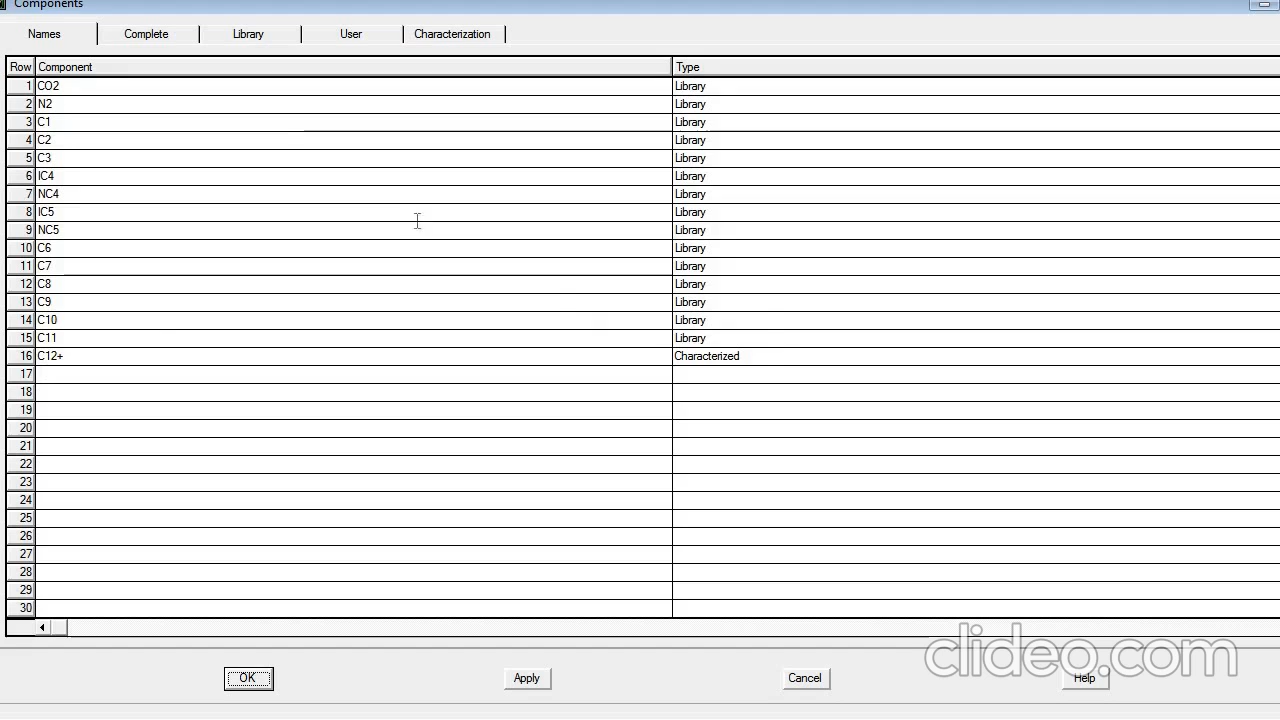 Components
Names Complete Library User Characterization
Row Component Type
1 CO2 Library
2 N2 Library
3 C1 Library
4 C2 Library
5 C3 Library
6 IC4 Library
7 NC4 Library
8 IC5 Library
9 NC5 Library
10 C6 Library
11 C7 Library
12 C8 Library
13 C9 Library
14 C10 Library
15 C11 Library
16 C12+ Characterized
17
18
19
20
21
22
23
24
25
26
27
28
29
30
clideo.com
OK Apply Cancel Help